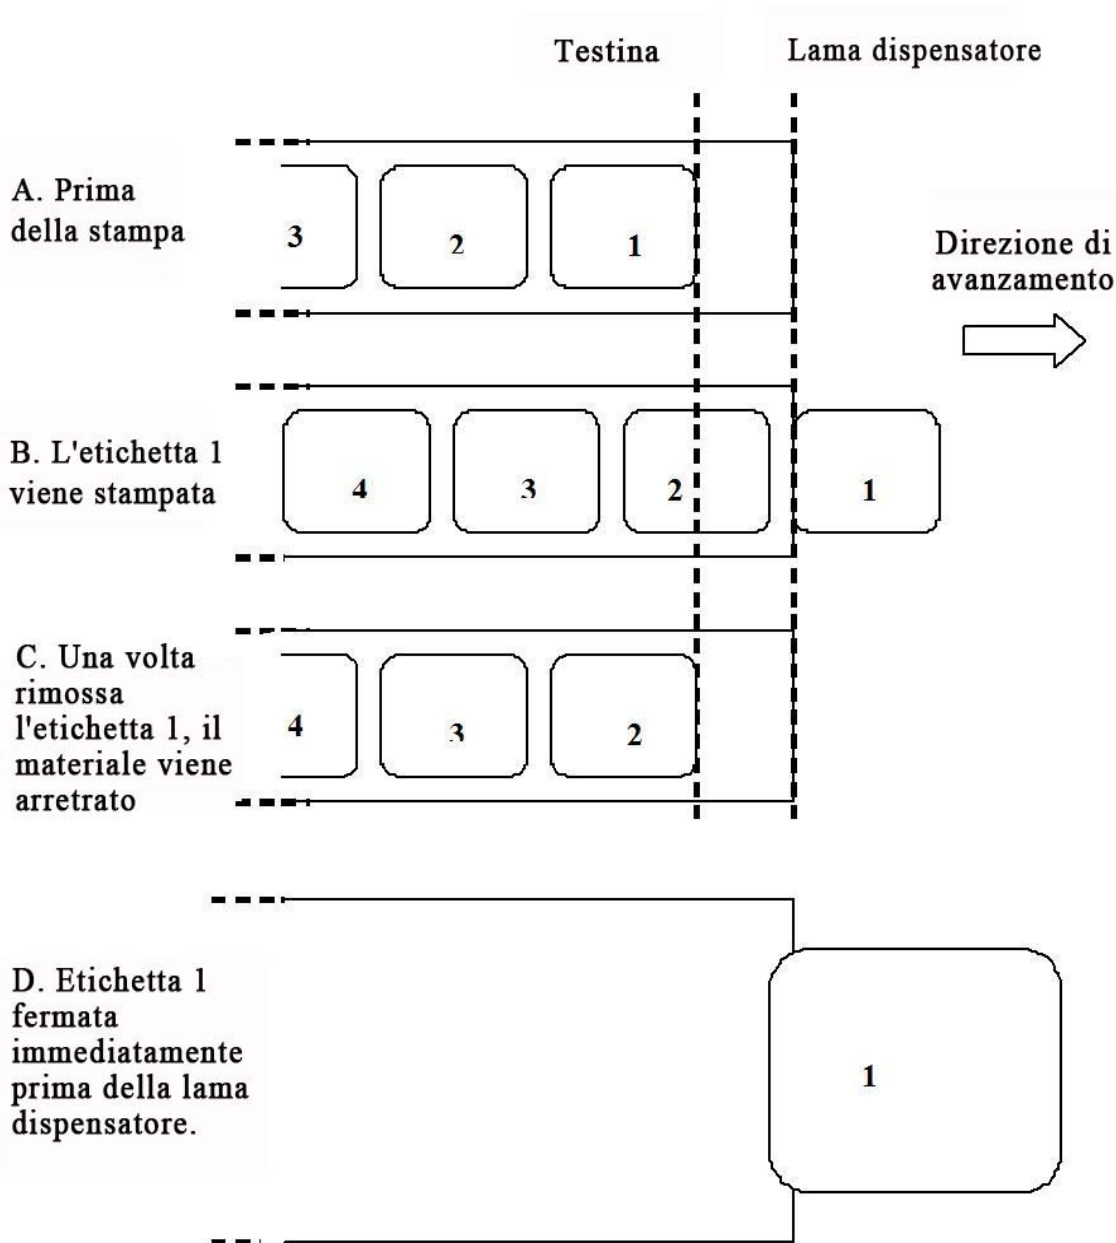 Testina
Lama dispensatore
A. Prima
della stampa
3
2
1
Direzione di
avanzamento
B. L'etichetta 1
viene stampata
4
3
2
1
C. Una volta
rimossa
l'etichetta 1, il
materiale viene
arretrato
4
3
2
D. Etichetta 1
fermata
immediatamente
prima della lama
dispensatore.
1